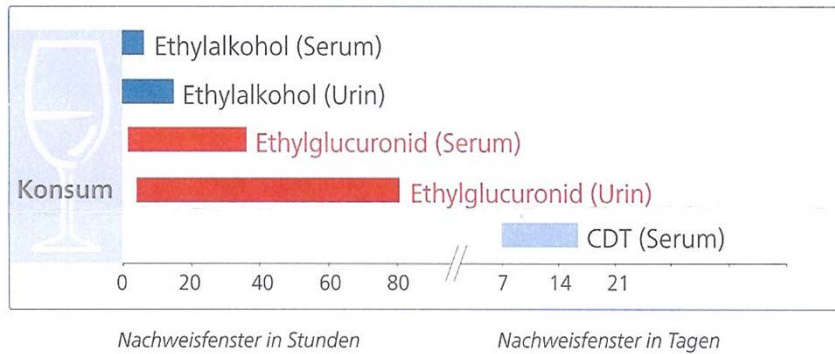 Ethylalkohol (Serum)
Ethylalkohol (Urin)
Ethylglucuronid (Serum)
Konsum
Ethylglucuronid (Urin)
CDT (Serum)
0 20 40 60 80 7 14 21
Nachweisfenster in Stunden Nachweisfenster in Tagen